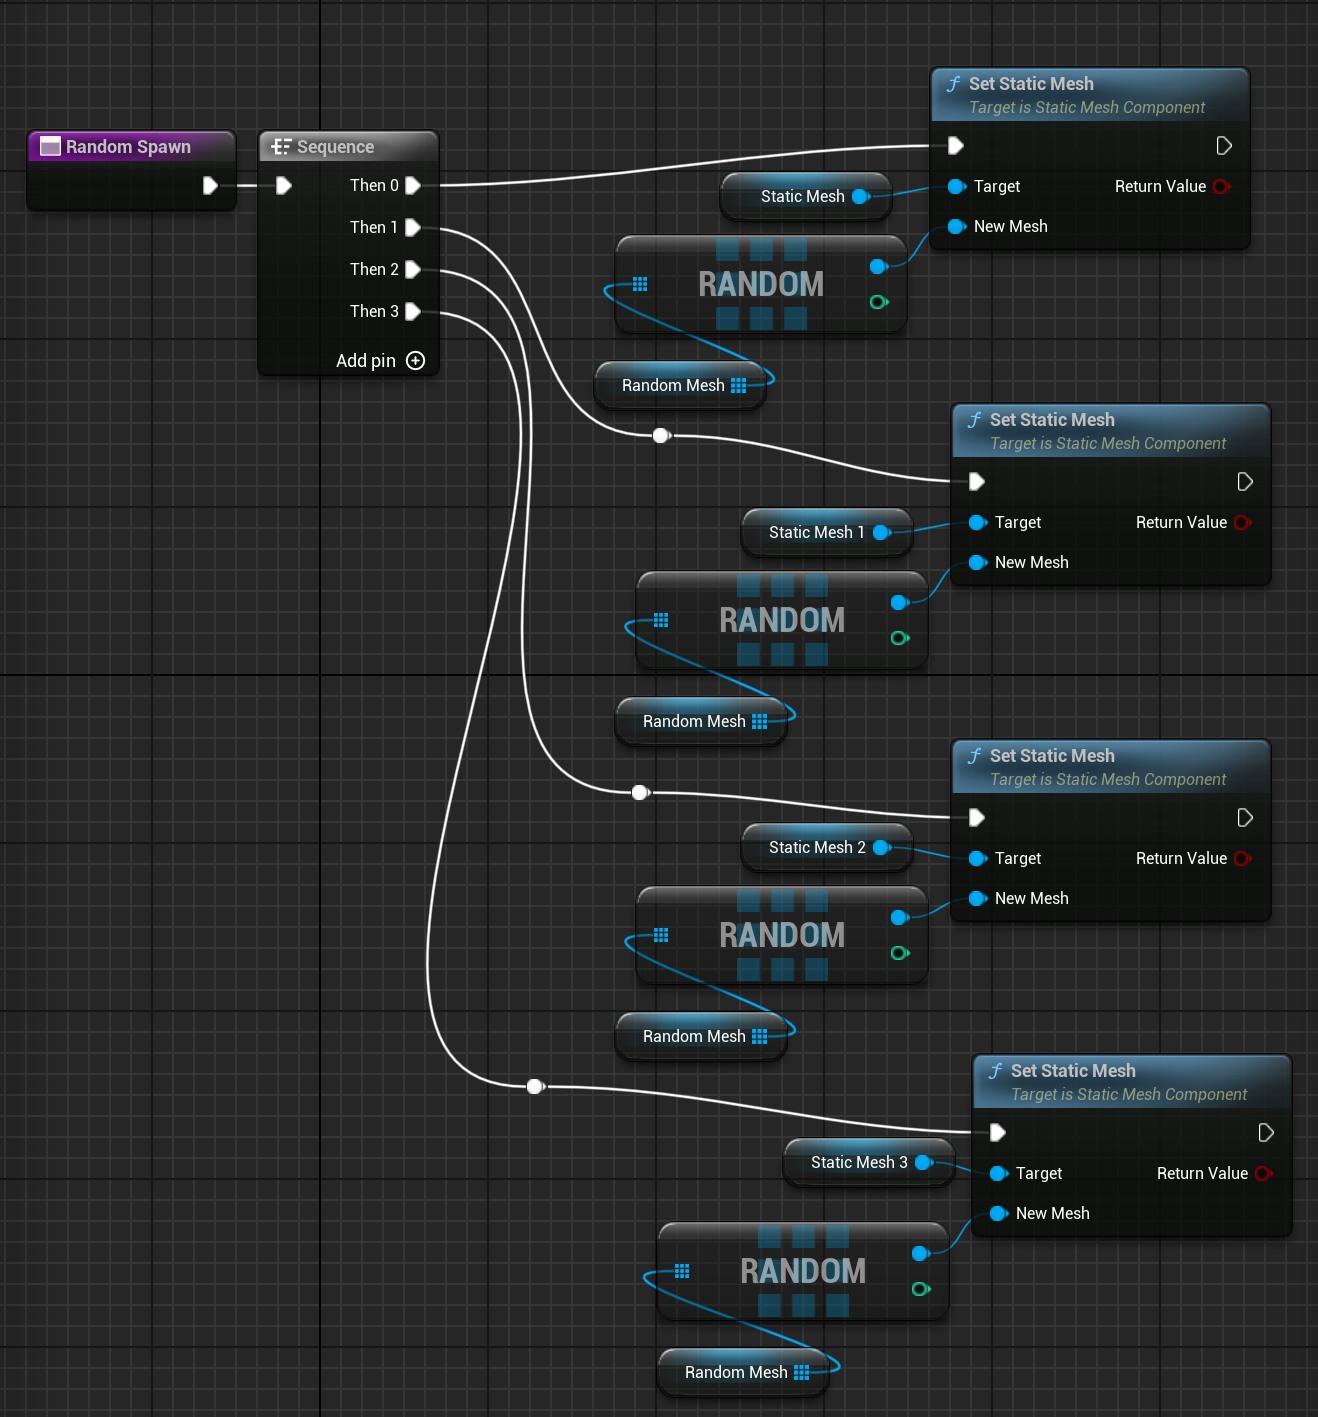 Random Spawn
Sequence
Then 0
Then 1
Then 2
Then 3
Add pin
Set Static Mesh
Target is Static Mesh Component
Static Mesh
Target
Return Value
New Mesh
RANDOM
Random Mesh
Set Static Mesh
Target is Static Mesh Component
Static Mesh 1
Target
Return Value
New Mesh
RANDOM
Random Mesh
Set Static Mesh
Target is Static Mesh Component
Static Mesh 2
Target
Return Value
New Mesh
RANDOM
Random Mesh
Set Static Mesh
Target is Static Mesh Component
Static Mesh 3
Target
Return Value
New Mesh
RANDOM
Random Mesh